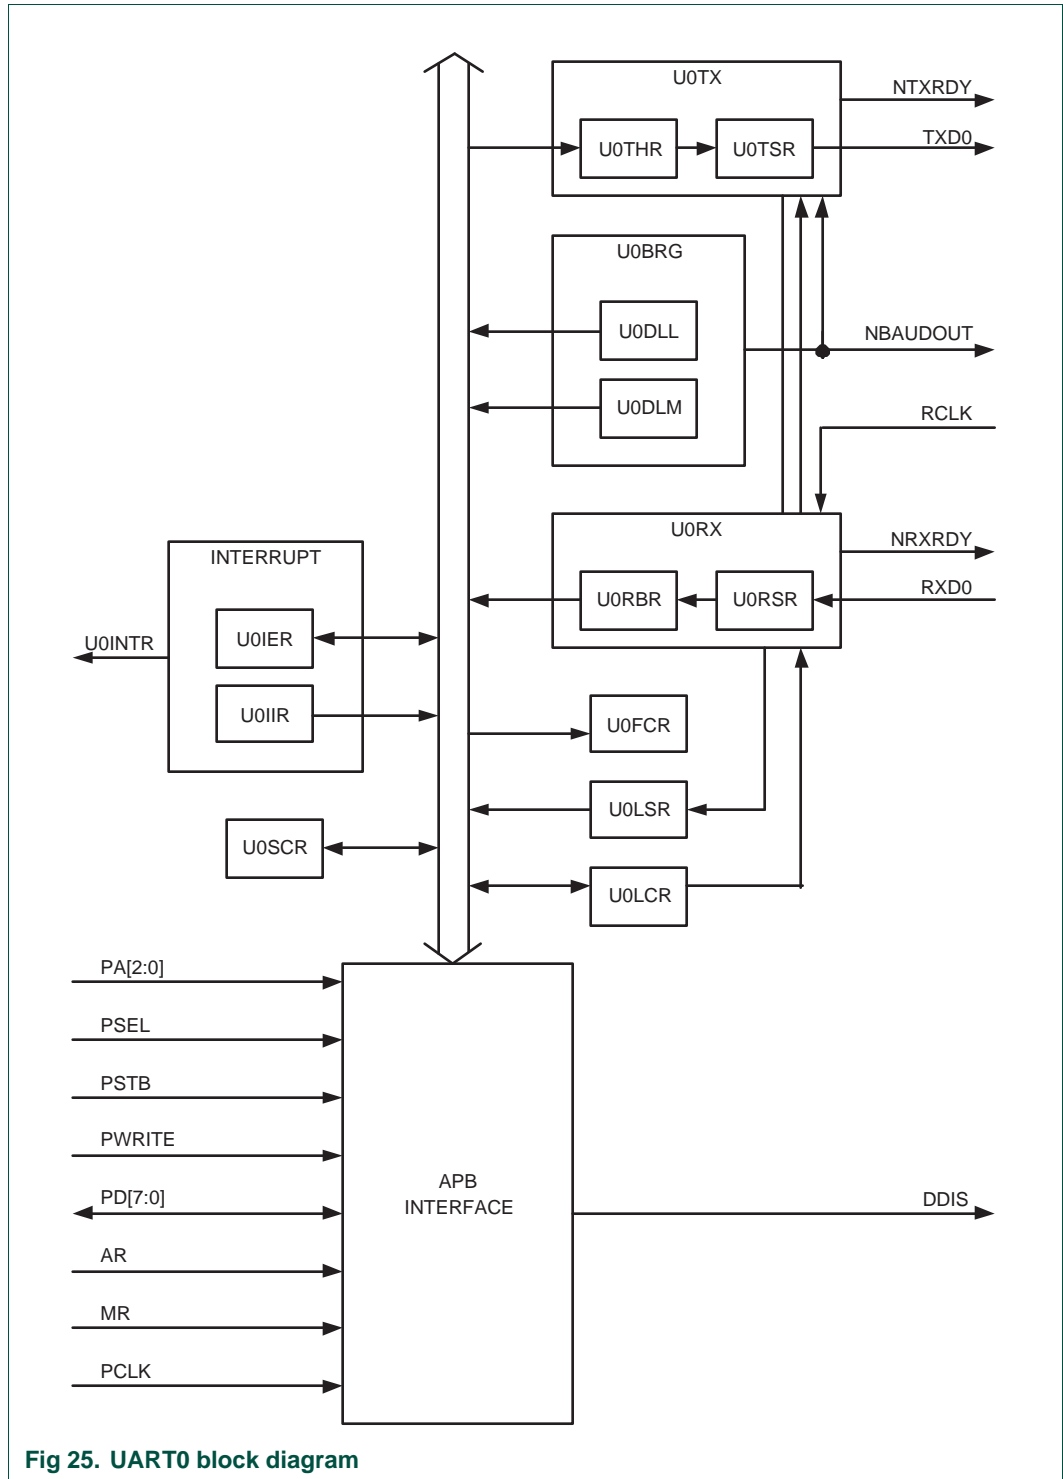 U0TX
NTXRDY
U0THR
U0TSR
TXD0
U0BRG
U0DLL
NBAUDOUT
U0DLM
RCLK
U0RX
NRXRDY
INTERRUPT
U0RBR
U0RSR
RXD0
U0INTR
U0IER
U0IIR
U0FCR
U0LSR
U0SCR
U0LCR
PA[2:0]
PSEL
PSTB
PWRITE
PD[7:0]
APB
INTERFACE
DDIS
AR
MR
PCLK
Fig 25. UART0 block diagram